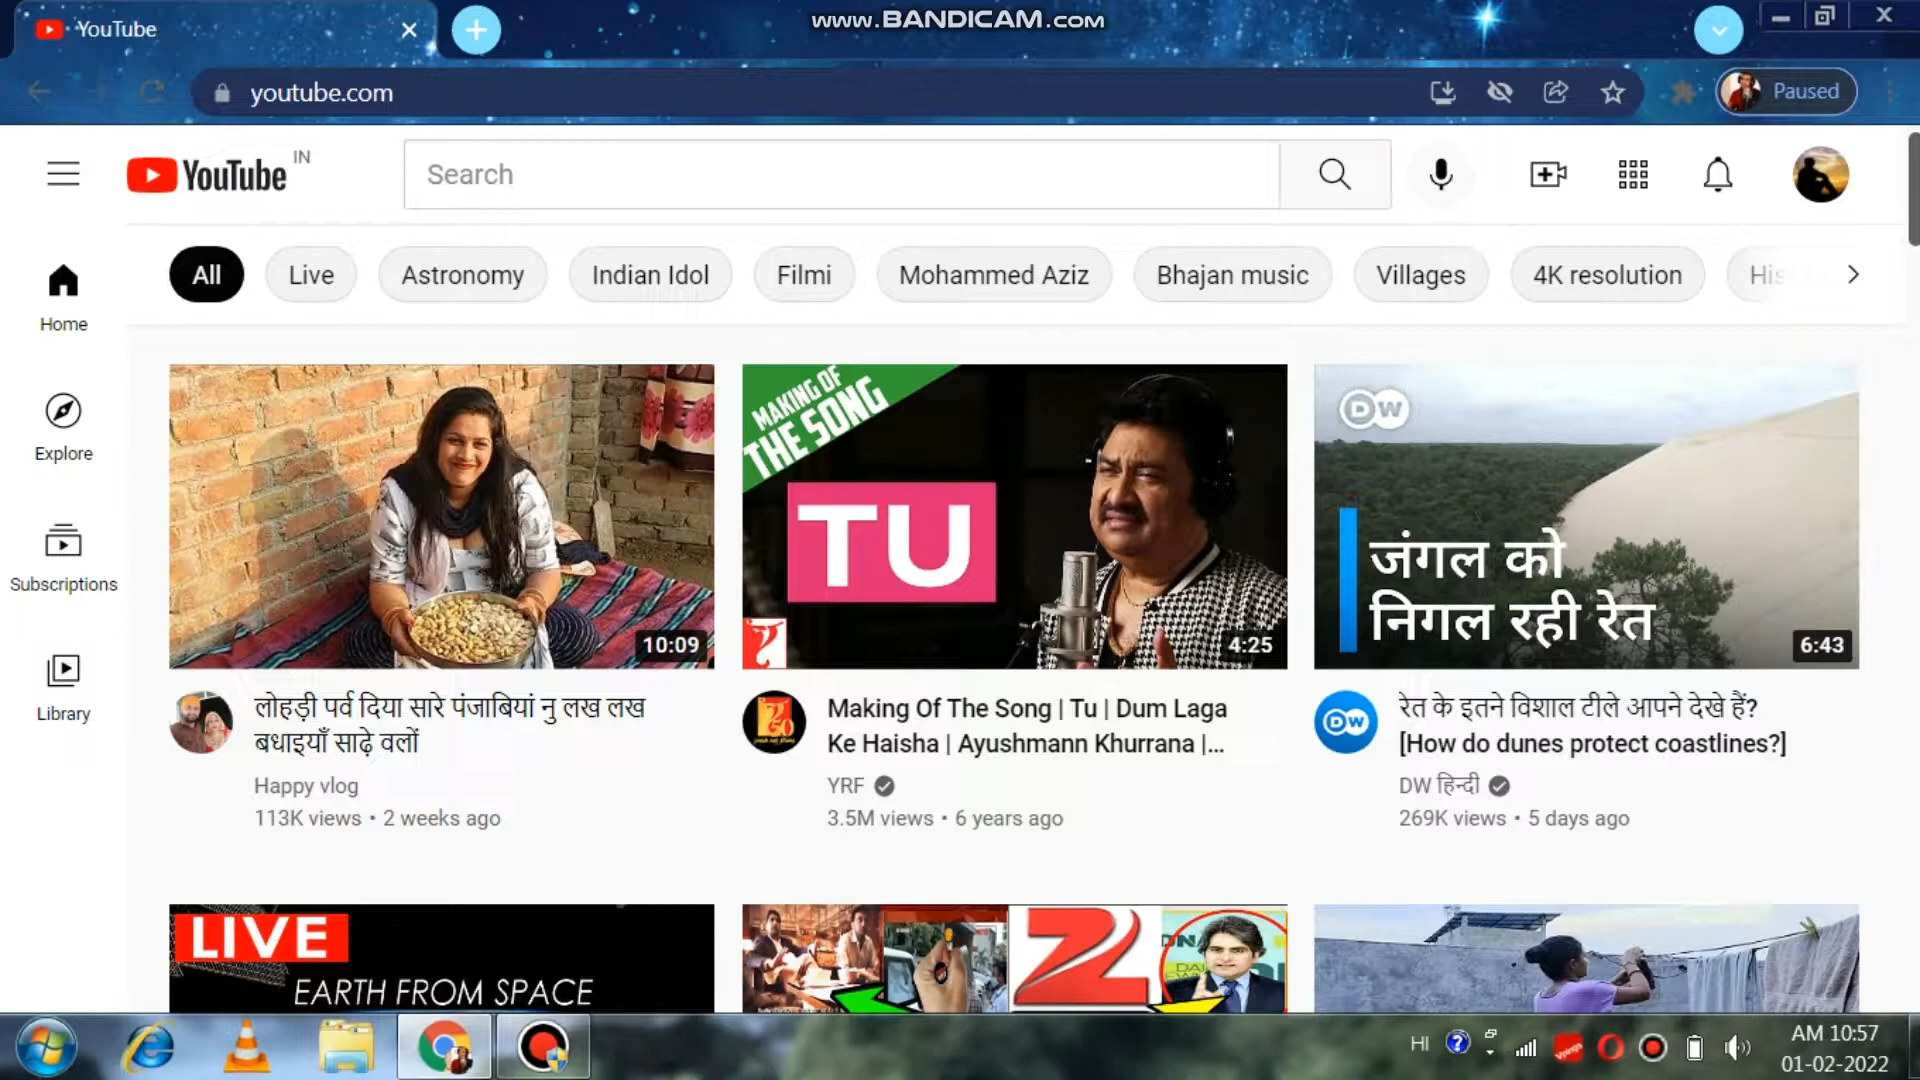 YouTube
www.BANDICAM.com
youtube.com
Paused
YouTube IN
Search
All
Live
Astronomy
Indian Idol
Filmi
Mohammed Aziz
Bhajan music
Villages
4K resolution
Home
Explore
Subscriptions
Library
10:09
MAKING OF
THE SONG
TU
4:25
DW
जंगल को
निगल रही रेत
6:43
लोहड़ी पर्व दिया सारे पंजाबियां नु लख लख
बधाइयाँ साढ़े वलों
Happy vlog
113K views • 2 weeks ago
50
Making Of The Song | Tu | Dum Laga
Ke Haisha | Ayushmann Khurrana |...
YRF
3.5M views • 6 years ago
DW
रेत के इतने विशाल टीले आपने देखे हैं?
[How do dunes protect coastlines?]
DW हिन्दी
269K views • 5 days ago
LIVE
EARTH FROM SPACE
Z
DNA
HI
AM 10:57
01-02-2022